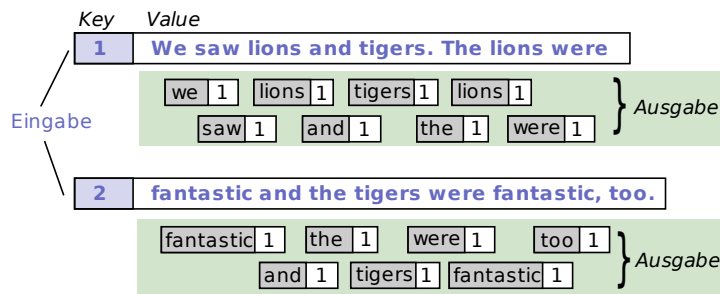 Key Value
1 We saw lions and tigers. The lions were
we 1 lions 1 tigers 1 lions 1
Ausgabe
saw 1 and 1 the 1 were 1
Eingabe
2 fantastic and the tigers were fantastic, too.
fantastic 1 the 1 were 1 too 1
Ausgabe
and 1 tigers 1 fantastic 1